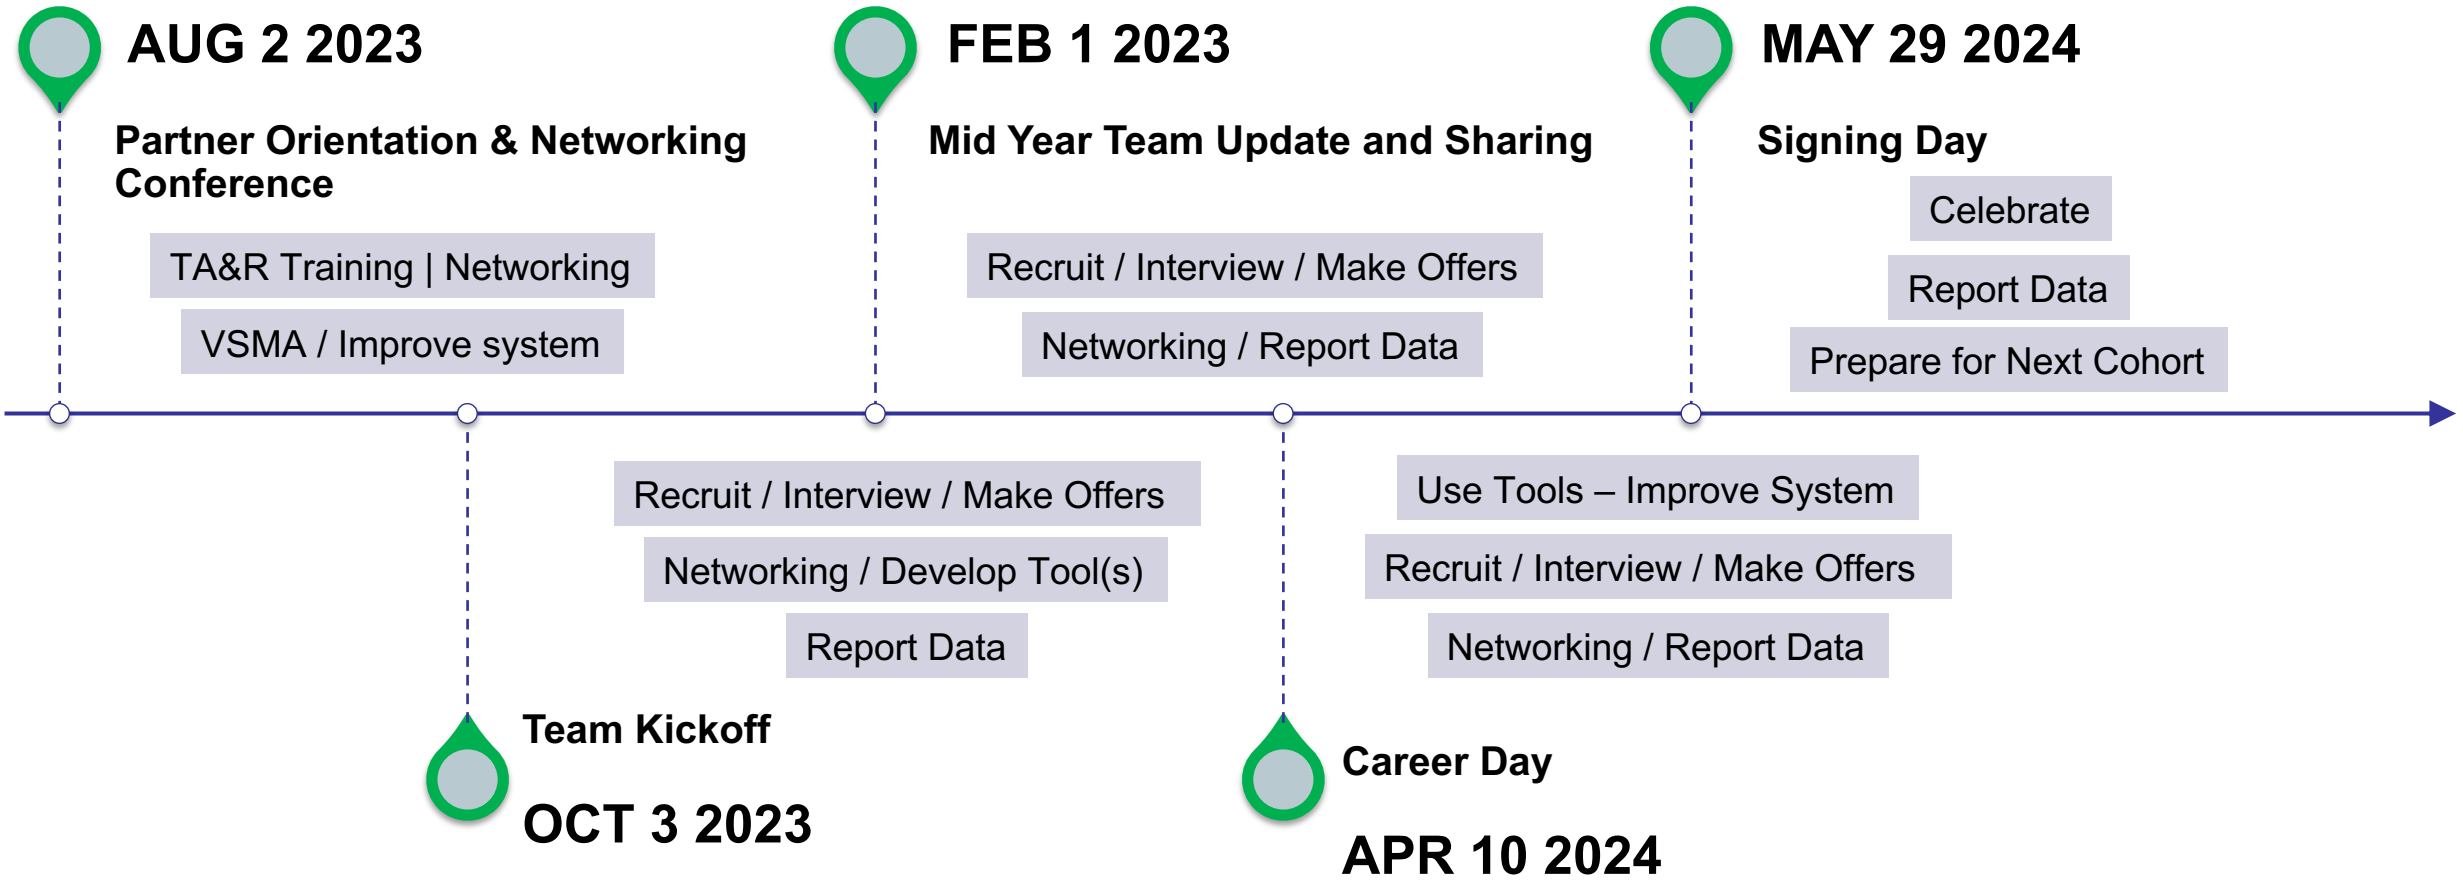 AUG 2 2023
Partner Orientation & Networking
Conference
TA&R Training | Networking
VSMA / Improve system
FEB 1 2023
Mid Year Team Update and Sharing
Recruit / Interview / Make Offers
Networking / Report Data
MAY 29 2024
Signing Day
Celebrate
Report Data
Prepare for Next Cohort
Recruit / Interview / Make Offers
Networking / Develop Tool(s)
Report Data
Team Kickoff
OCT 3 2023
Use Tools – Improve System
Recruit / Interview / Make Offers
Networking / Report Data
Career Day
APR 10 2024